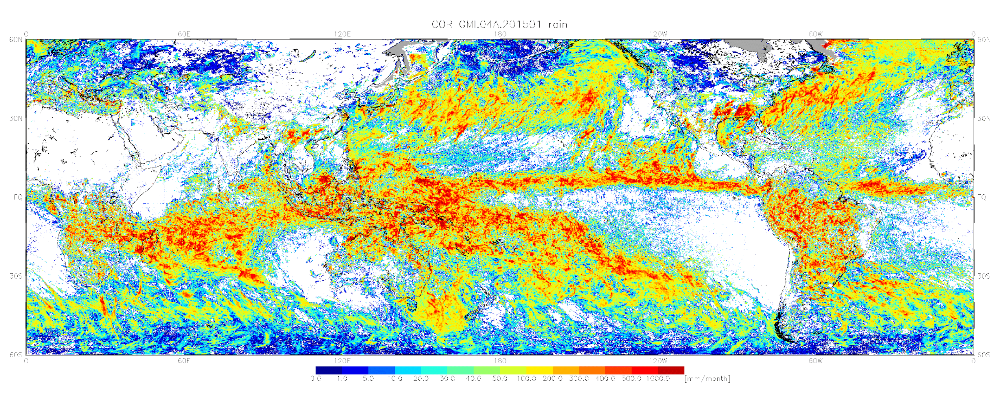 COR GMI.04A.201501 rain
0 60E 120E 180 120W 60W 0
60N 60N
30N 30N
EQ EQ
30S 30S
60S 60S
0 60E 120E 180 120W 60W 0
0.0 1.0 5.0 10.0 20.0 30.0 40.0 50.0 100.0 200.0 300.0 400.0 500.0 1000.0 [mm/month]